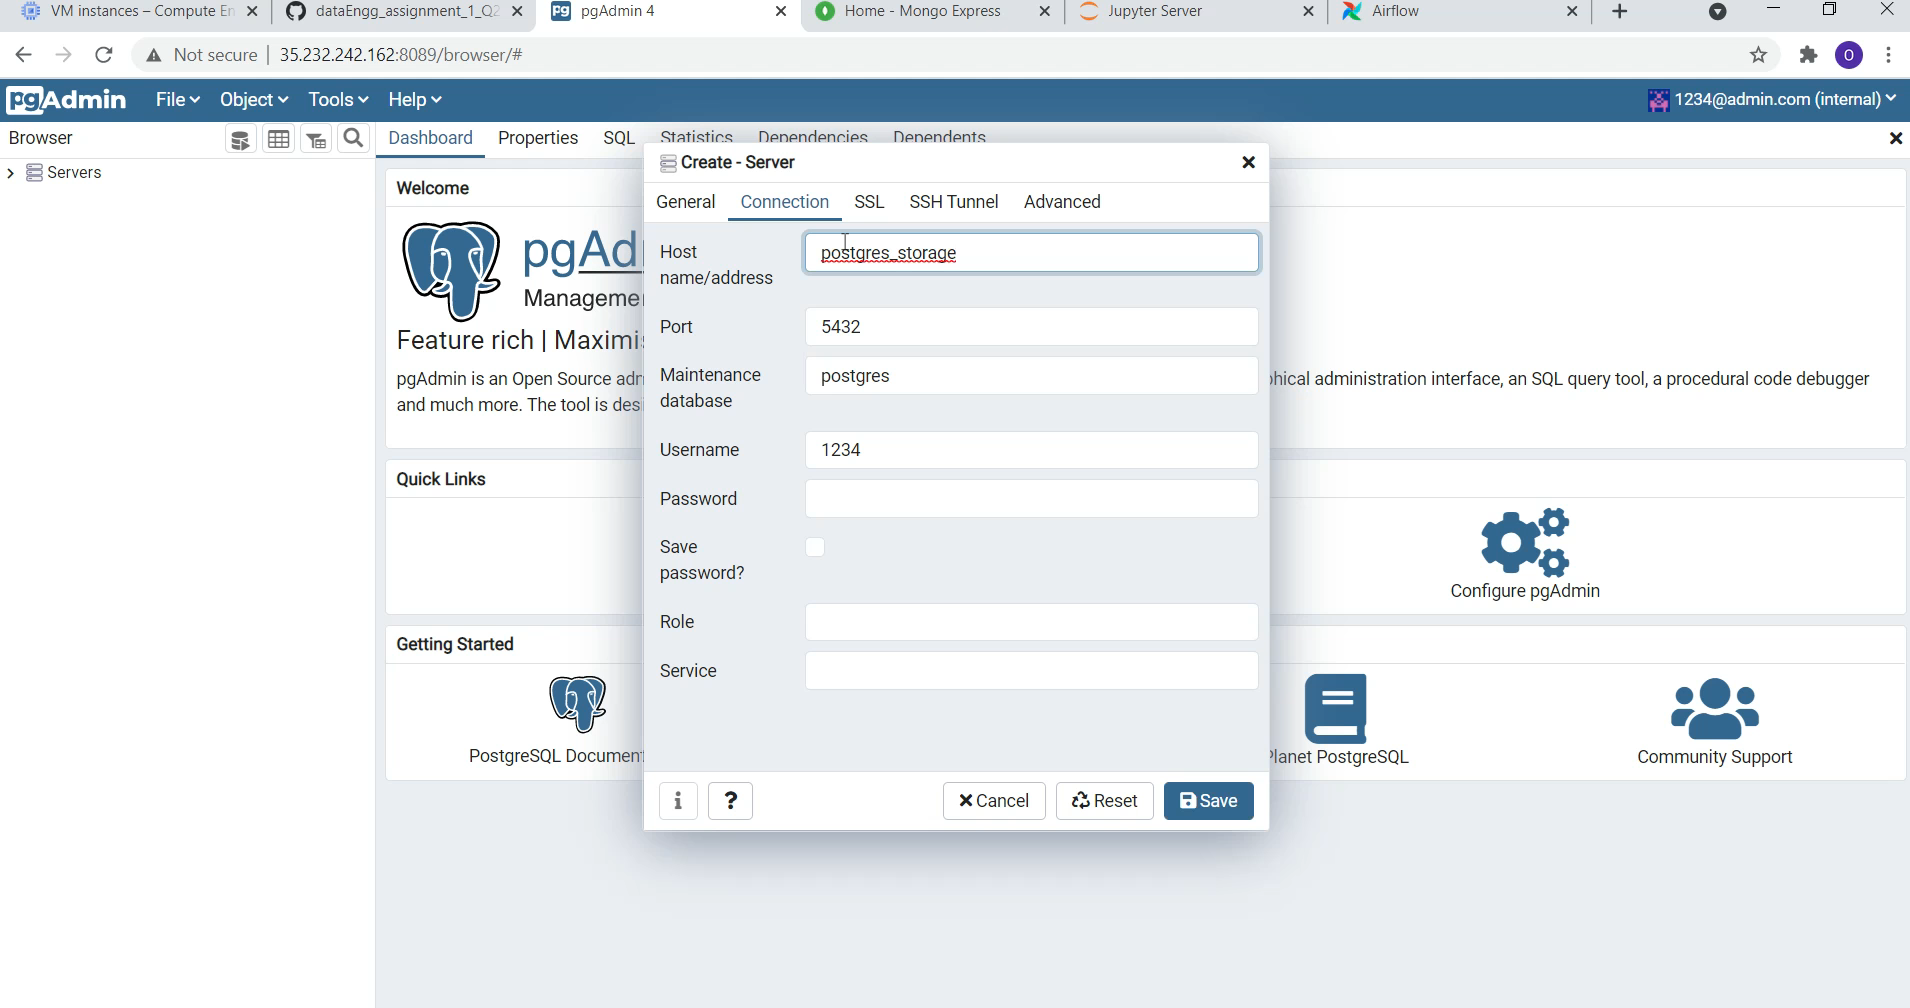 VM instances – Compute En
dataEngg_assignment_1_Q2
pgAdmin 4
Home - Mongo Express
Jupyter Server
Airflow
Not secure | 35.232.242.162:8089/browser/#
O
pgAdmin File Object Tools Help 1234@admin.com (internal)
Browser
Dashboard Properties SQL Statistics Dependencies Dependents
Servers
Create - Server
General Connection SSL SSH Tunnel Advanced
Host name/address postgres_storage
Port 5432
Maintenance database postgres
Username 1234
Password
Save password?
Role
Service
i ? Cancel Reset Save
Welcome
pgAd
Manageme
Feature rich | Maximi
pgAdmin is an Open Source adm hical administration interface, an SQL query tool, a procedural code debugger
and much more. The tool is desi
Quick Links
Configure pgAdmin
Getting Started
PostgreSQL Document
Planet PostgreSQL
Community Support